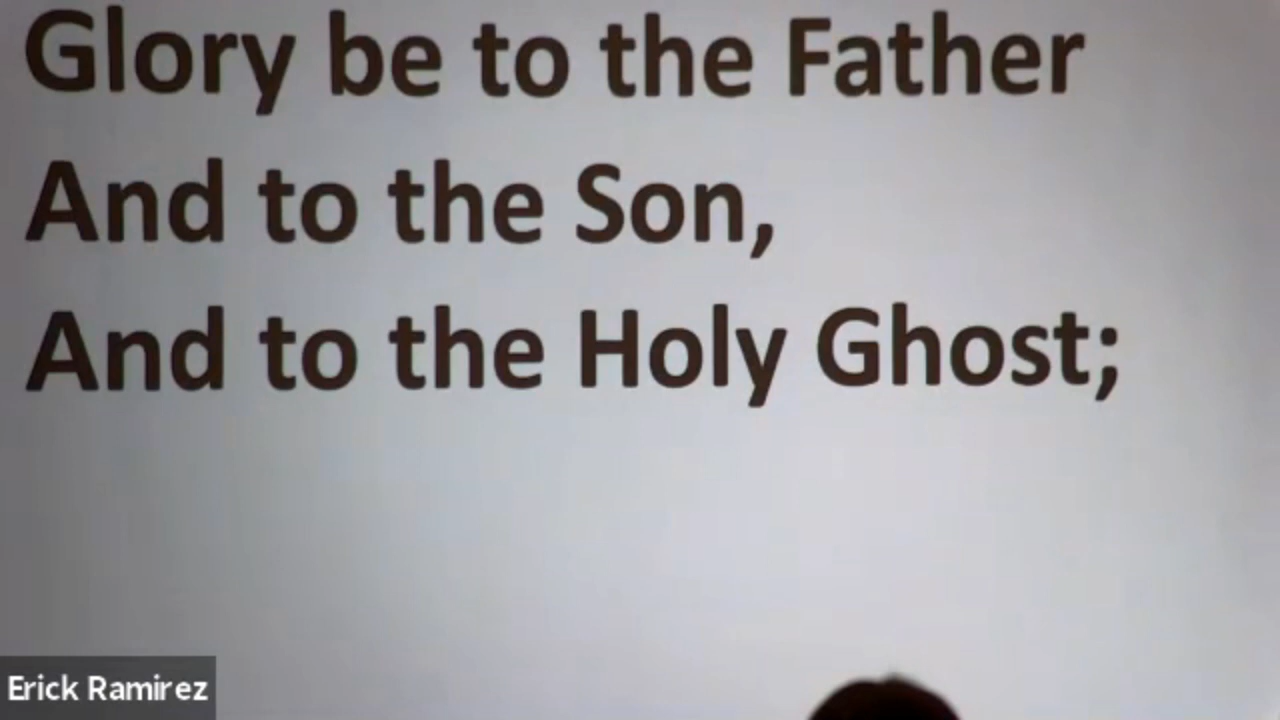 Glory be to the Father
And to the Son,
And to the Holy Ghost;
Erick Ramirez